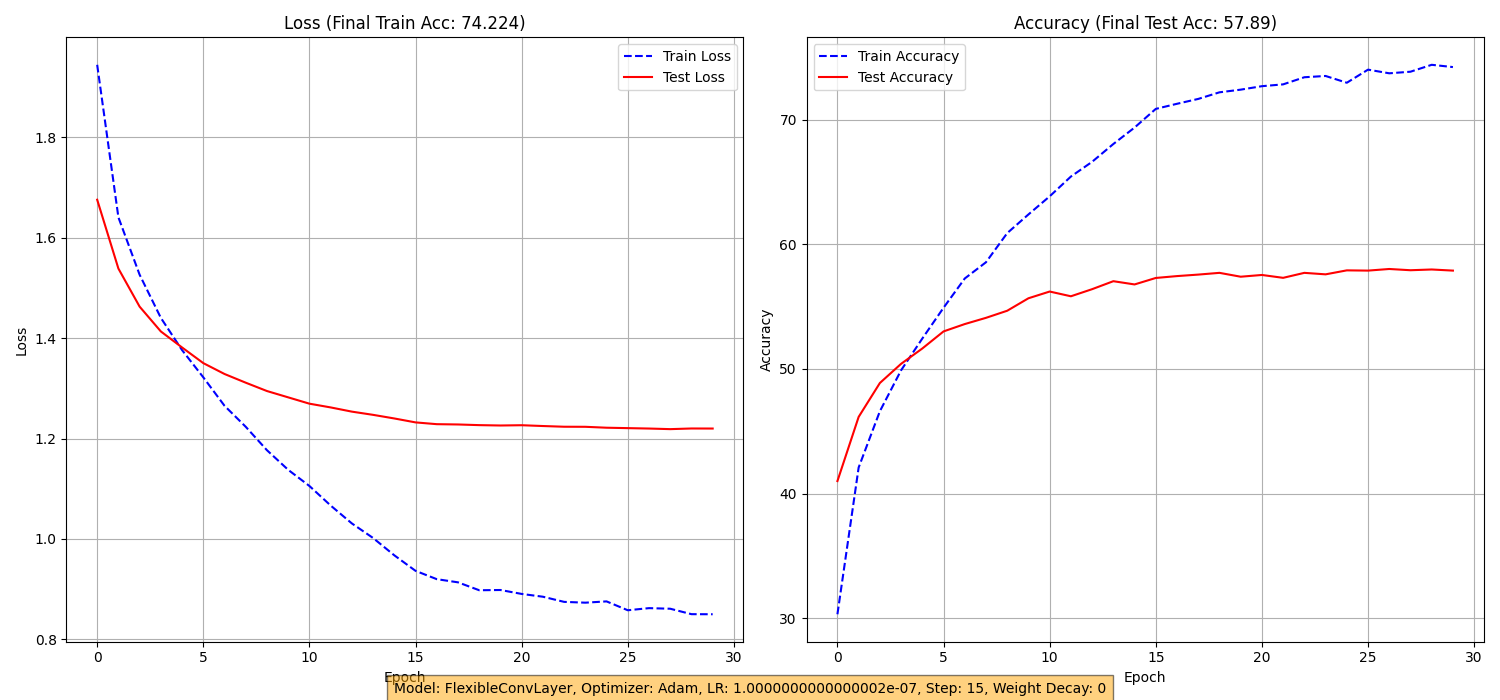 Loss (Final Train Acc: 74.224)
Train Loss
Test Loss
1.8
1.6
1.4
1.2
1.0
0.8
Loss
0 5 10 15 20 25 30
Epoch
Accuracy (Final Test Acc: 57.89)
Train Accuracy
Test Accuracy
70
60
50
40
30
Accuracy
0 5 10 15 20 25 30
Epoch
Model: FlexibleConvLayer, Optimizer: Adam, LR: 1.0000000000000002e-07, Step: 15, Weight Decay: 0